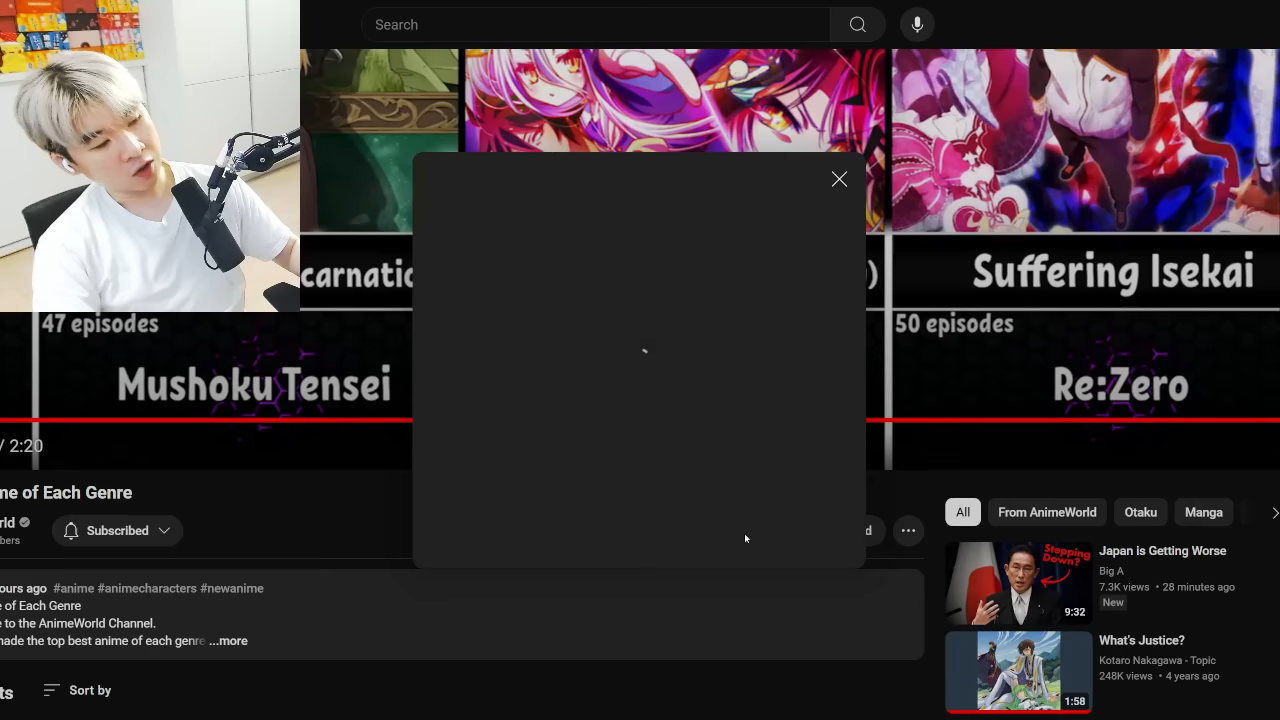 Search
carnatio
)
Suffering Isekai
47 episodes
50 episodes
Mushoku Tensei
Re:Zero
/ 2:20
ne of Each Genre
rld
bers
Subscribed
d
All
From AnimeWorld
Otaku
Manga
Stepping
Down?
9:32
Japan is Getting Worse
Big A
7.3K views • 28 minutes ago
New
ours ago #anime #animecharacters #newanime
e of Each Genre
e to the AnimeWorld Channel.
nade the top best anime of each genre ...more
1:58
What's Justice?
Kotaro Nakagawa - Topic
248K views • 4 years ago
ts
Sort by